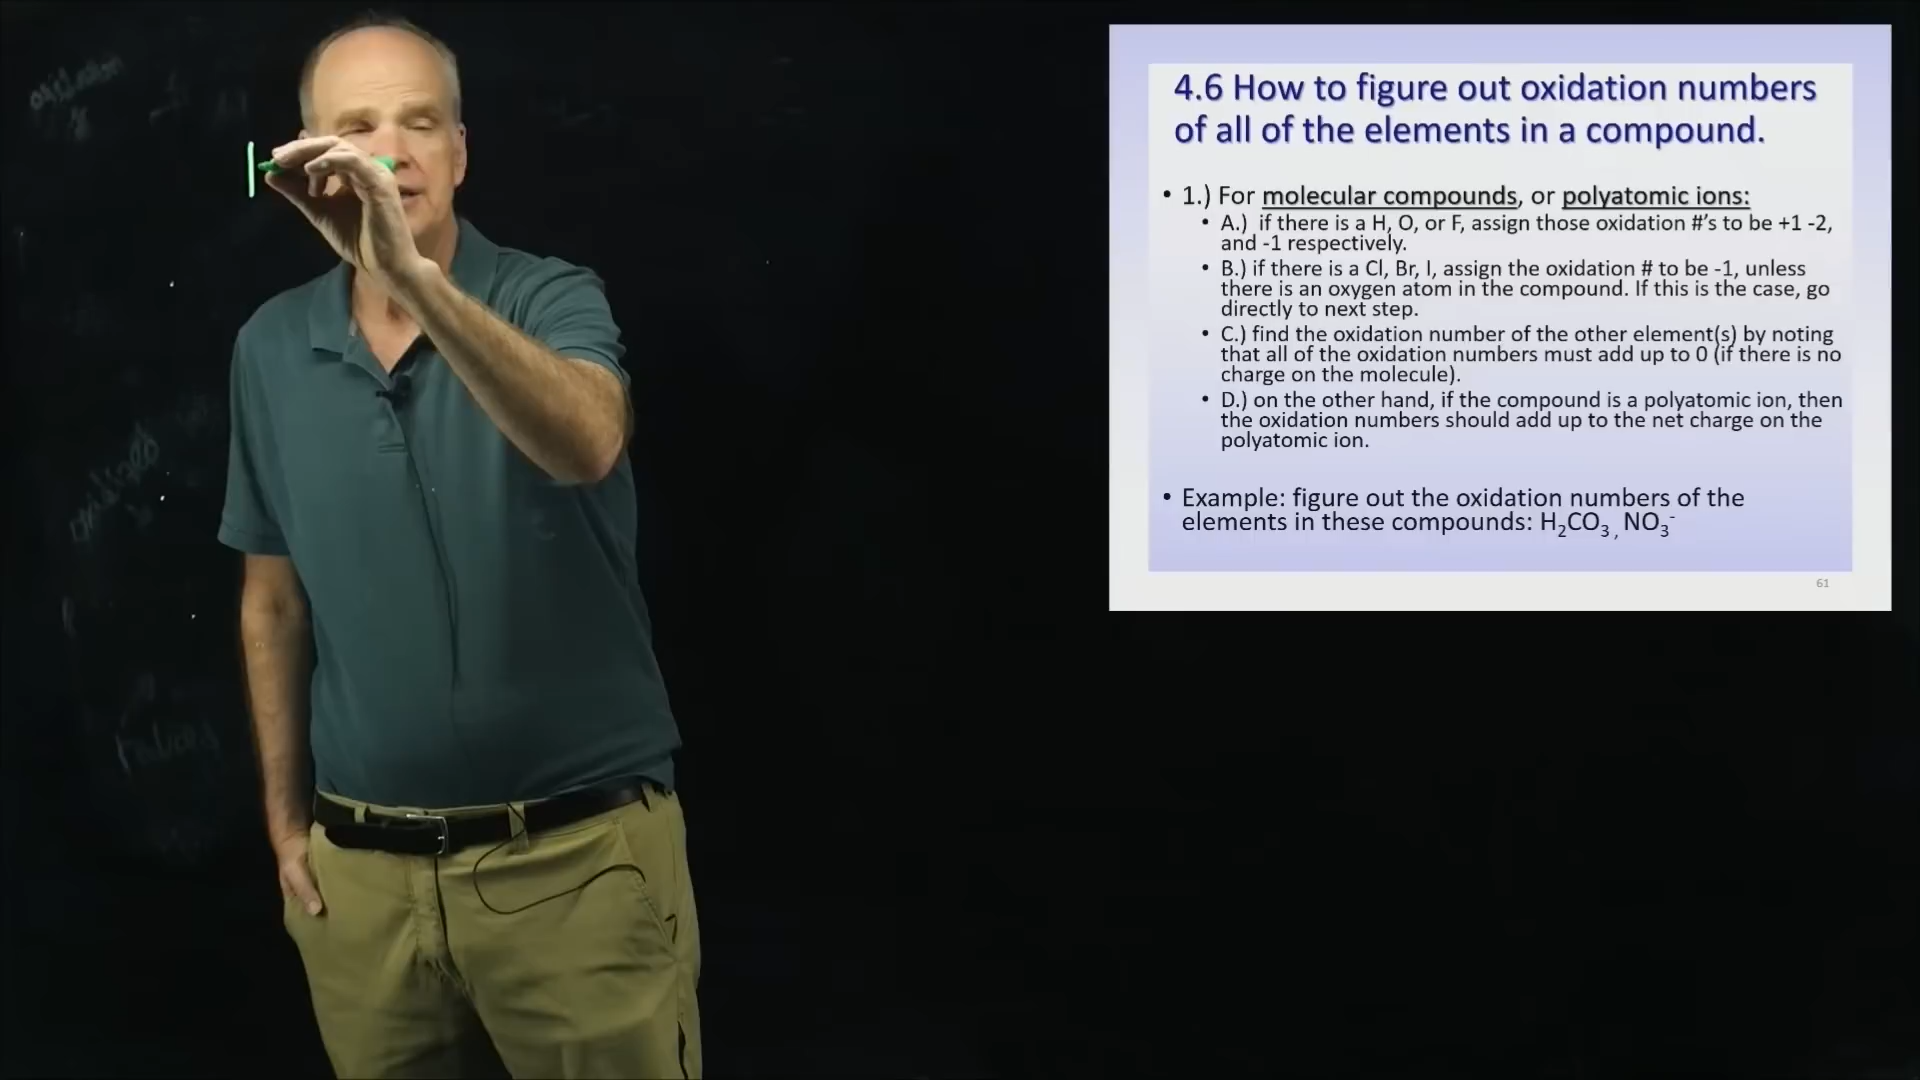 oxidation
oxidized
reduced
4.6 How to figure out oxidation numbers
of all of the elements in a compound.
• 1.) For molecular compounds, or polyatomic ions:
• A.) if there is a H, O, or F, assign those oxidation #'s to be +1 -2,
and -1 respectively.
• B.) if there is a Cl, Br, I, assign the oxidation # to be -1, unless
there is an oxygen atom in the compound. If this is the case, go
directly to next step.
• C.) find the oxidation number of the other element(s) by noting
that all of the oxidation numbers must add up to 0 (if there is no
charge on the molecule).
• D.) on the other hand, if the compound is a polyatomic ion, then
the oxidation numbers should add up to the net charge on the
polyatomic ion.
• Example: figure out the oxidation numbers of the
elements in these compounds: H₂CO₃ , NO₃⁻
61